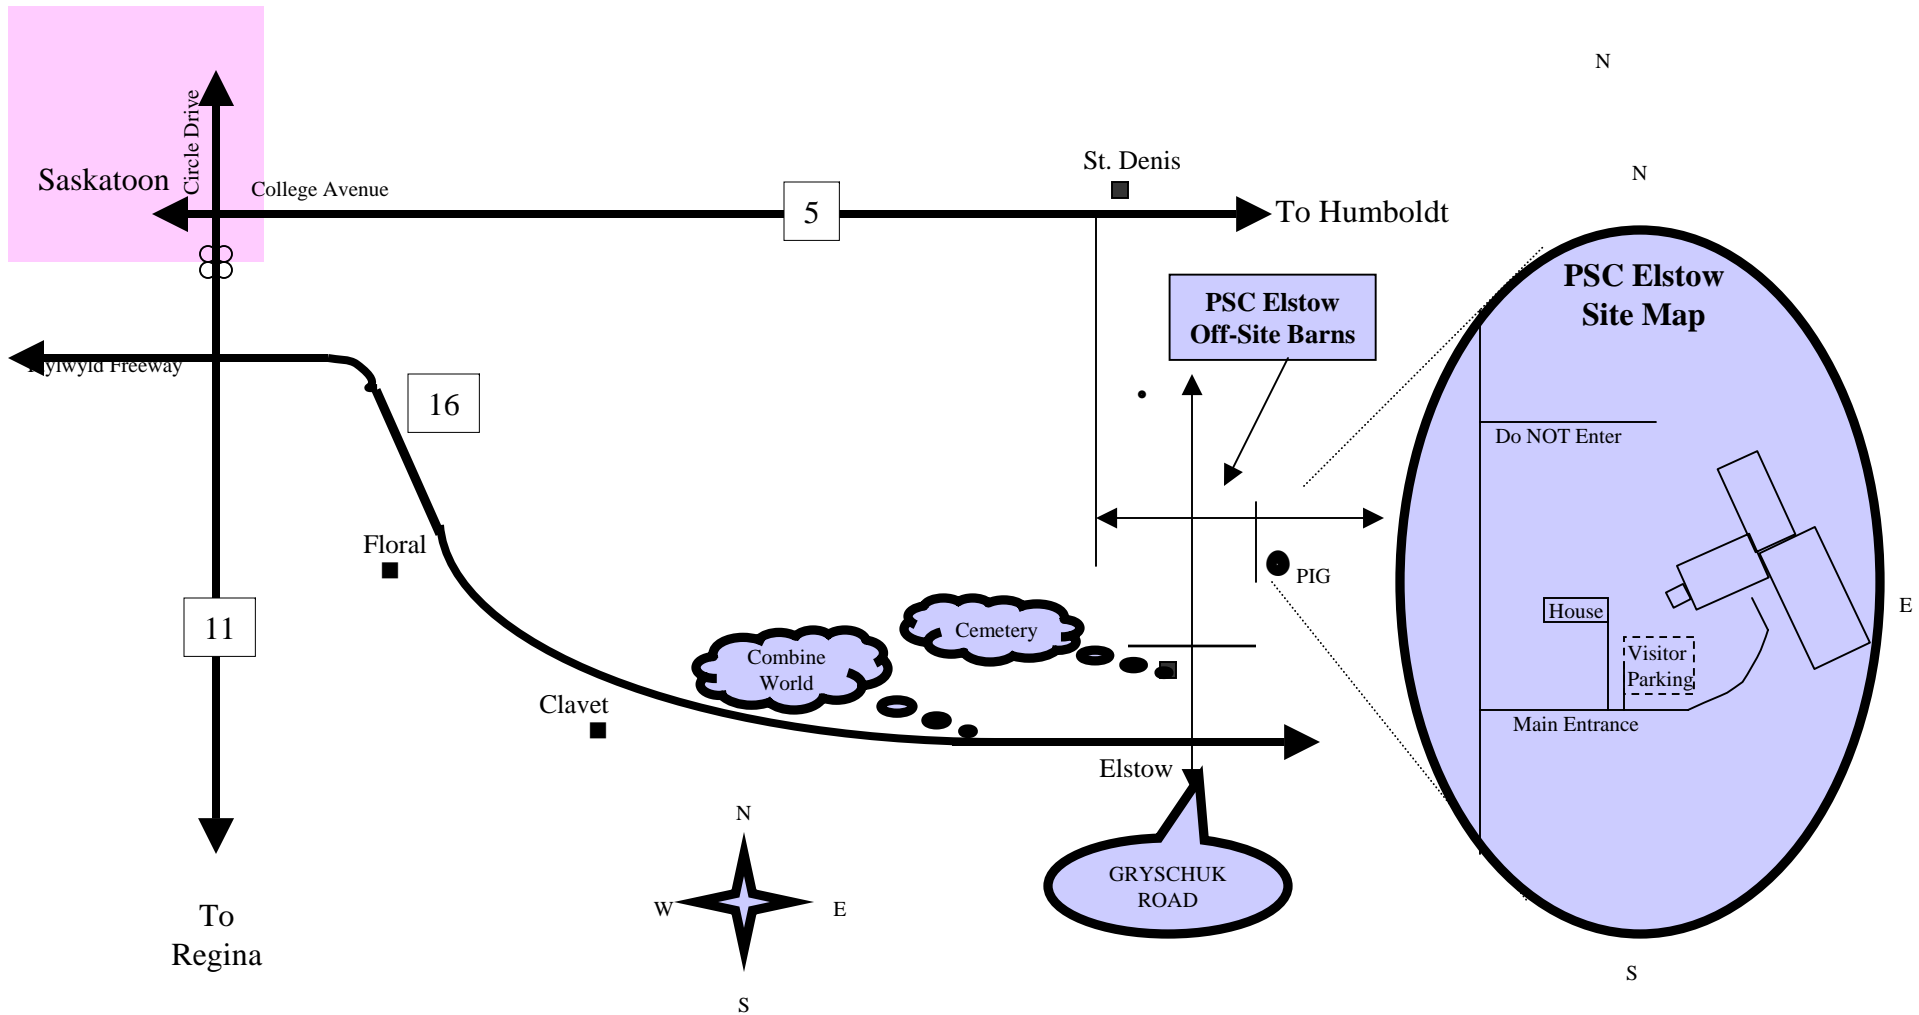 N
N
Circle Drive
St. Denis
Saskatoon
College Avenue
5
To Humboldt
PSC Elstow
Site Map
PSC Elstow
Off-Site Barns
Freeway
16
Do NOT Enter
Floral
PIG
E
House
11
Cemetery
Combine
World
Visitor
Parking
Clavet
Main Entrance
Elstow
N
GRYSCHUK
ROAD
W
E
To
Regina
S
S